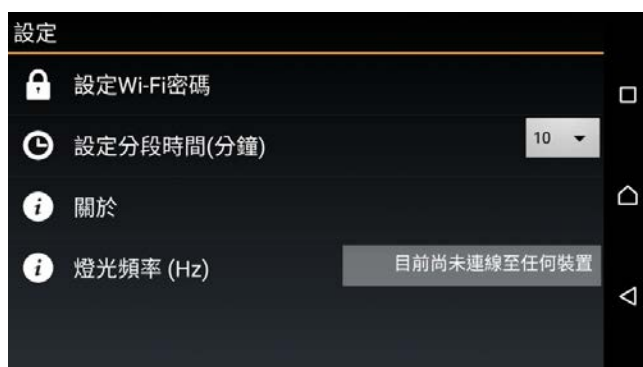 設定
設定Wi-Fi密碼
設定分段時間(分鐘)
10
關於
燈光頻率 (Hz)
目前尚未連線至任何裝置